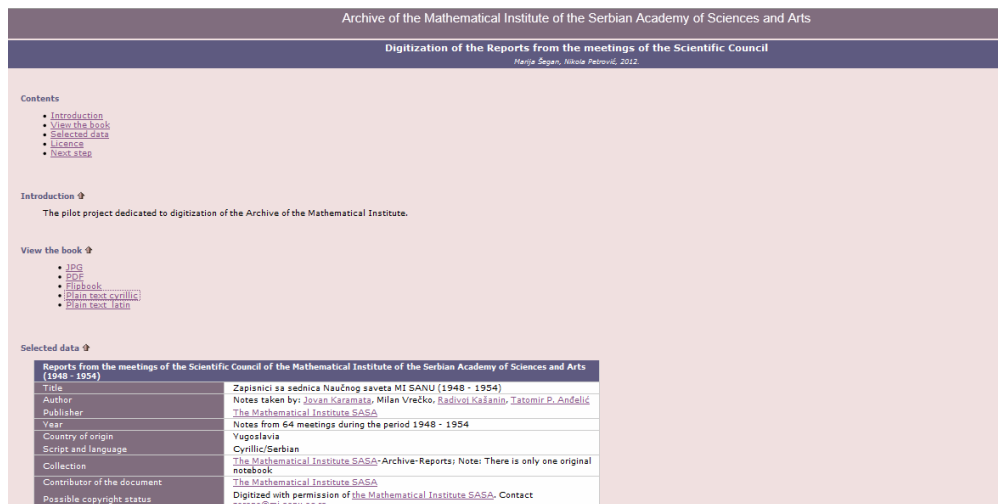 Archive of the Mathematical Institute of the Serbian Academy of Sciences and Arts
Digitization of the Reports from the meetings of the Scientific Council
Marija Šegan, Nikola Petrović, 2012.
Contents
Introduction
View the book
Selected data
Licence
Next step
Introduction
The pilot project dedicated to digitization of the Archive of the Mathematical Institute.
View the book
JPG
PDF
Flipbook
Plain text cyrillic
Plain text latin
Selected data
Reports from the meetings of the Scientific Council of the Mathematical Institute of the Serbian Academy of Sciences and Arts
(1948 - 1954)
Title Zapisnici sa sednica Naučnog saveta MI SANU (1948 - 1954)
Author Notes taken by: Jovan Karamata, Milan Vrečko, Radivoj Kašanin, Tatomir P. Anđelić
Publisher The Mathematical Institute SASA
Year Notes from 64 meetings during the period 1948 - 1954
Country of origin Yugoslavia
Script and language Cyrillic/Serbian
Collection The Mathematical Institute SASA-Archive-Reports; Note: There is only one original
notebook
Contributor of the document The Mathematical Institute SASA
Possible copyright status Digitized with permission of the Mathematical Institute SASA. Contact